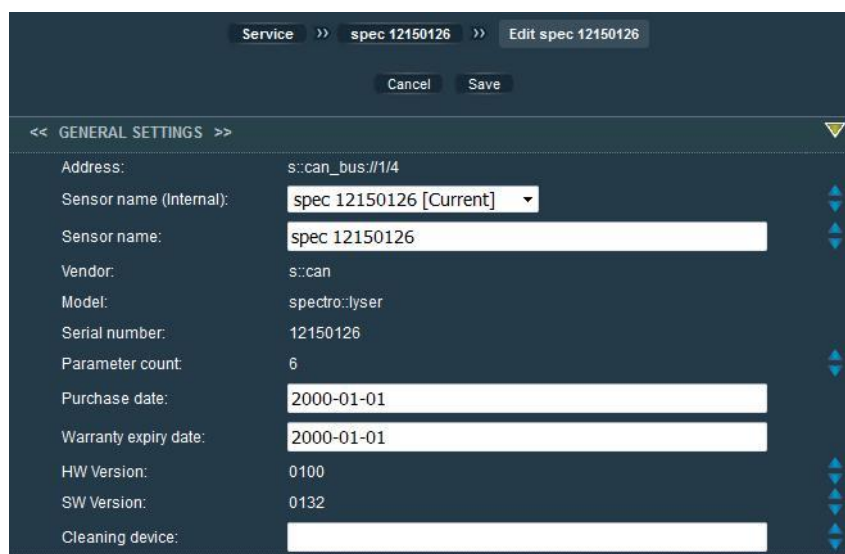 Service » spec 12150126 » Edit spec 12150126
Cancel Save
<< GENERAL SETTINGS >>
Address: s::can_bus://1/4
Sensor name (Internal): spec 12150126 [Current]
Sensor name: spec 12150126
Vendor: s::can
Model: spectro::lyser
Serial number: 12150126
Parameter count: 6
Purchase date: 2000-01-01
Warranty expiry date: 2000-01-01
HW Version: 0100
SW Version: 0132
Cleaning device: